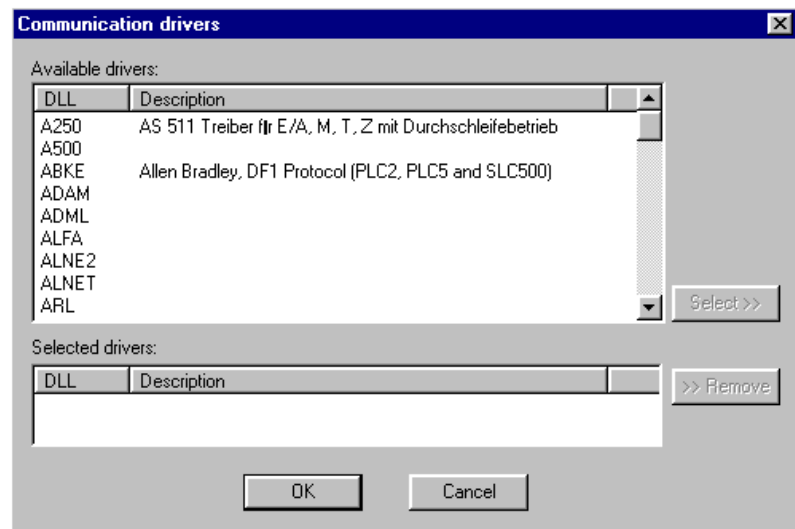 Communication drivers
Available drivers:
DLL Description
A250 AS 511 Treiber flr E/A, M, T, Z mit Durchschleifebetrieb
A500
ABKE Allen Bradley, DF1 Protocol (PLC2, PLC5 and SLC500)
ADAM
ADML
ALFA
ALNE2
ALNET
ARL
Select >>
Selected drivers:
DLL Description
>> Remove
OK Cancel